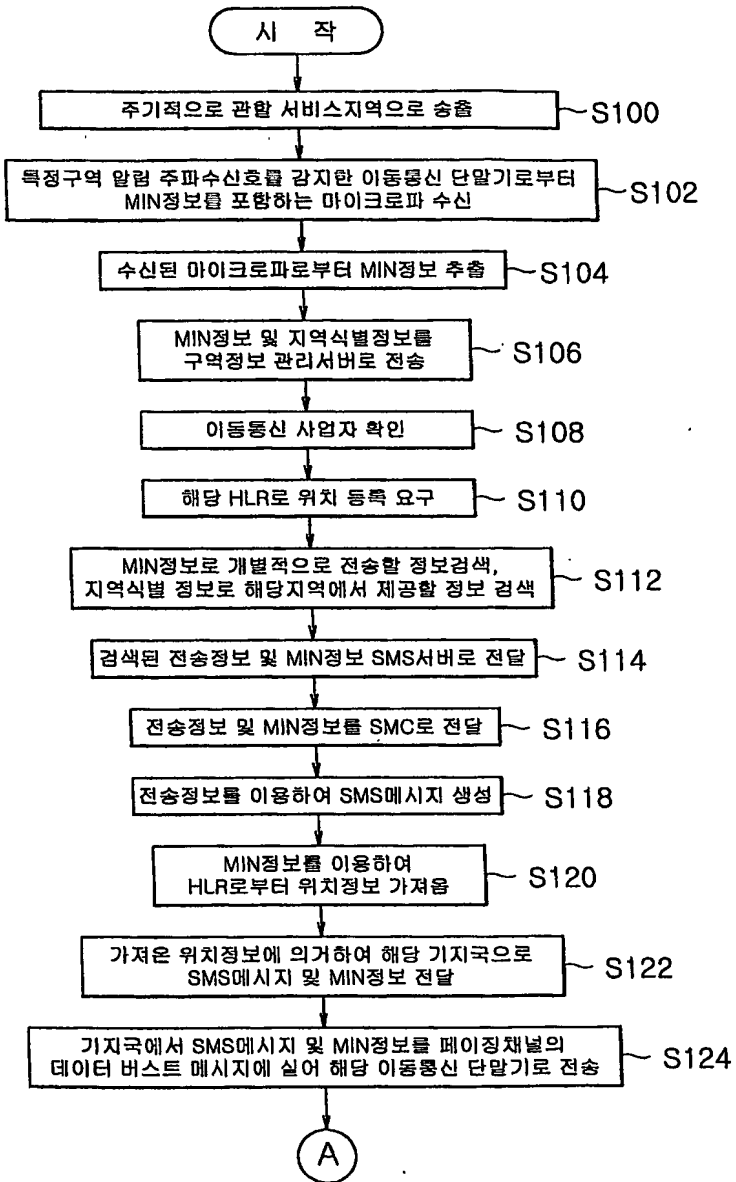 시 작
주기적으로 관할 서비스지역으로 송출
S100
특정구역 알림 주파수신호를 감지한 이동통신 단말기로부터
MIN정보를 포함하는 마이크로파 수신
S102
수신된 마이크로파로부터 MIN정보 추출
S104
MIN정보 및 지역식별정보를
구역정보 관리서버로 전송
S106
이동통신 사업자 확인
S108
해당 HLR로 위치 등록 요구
S110
MIN정보로 개별적으로 전송할 정보검색,
지역식별 정보로 해당지역에서 제공할 정보 검색
S112
검색된 전송정보 및 MIN정보 SMS서버로 전달
S114
전송정보 및 MIN정보를 SMC로 전달
S116
전송정보를 이용하여 SMS메시지 생성
S118
MIN정보를 이용하여
HLR로부터 위치정보 가져옴
S120
가져온 위치정보에 의거하여 해당 기지국으로
SMS메시지 및 MIN정보 전달
S122
기지국에서 SMS메시지 및 MIN정보를 페이징채널의
데이터 버스트 메시지에 실어 해당 이동통신 단말기로 전송
S124
A